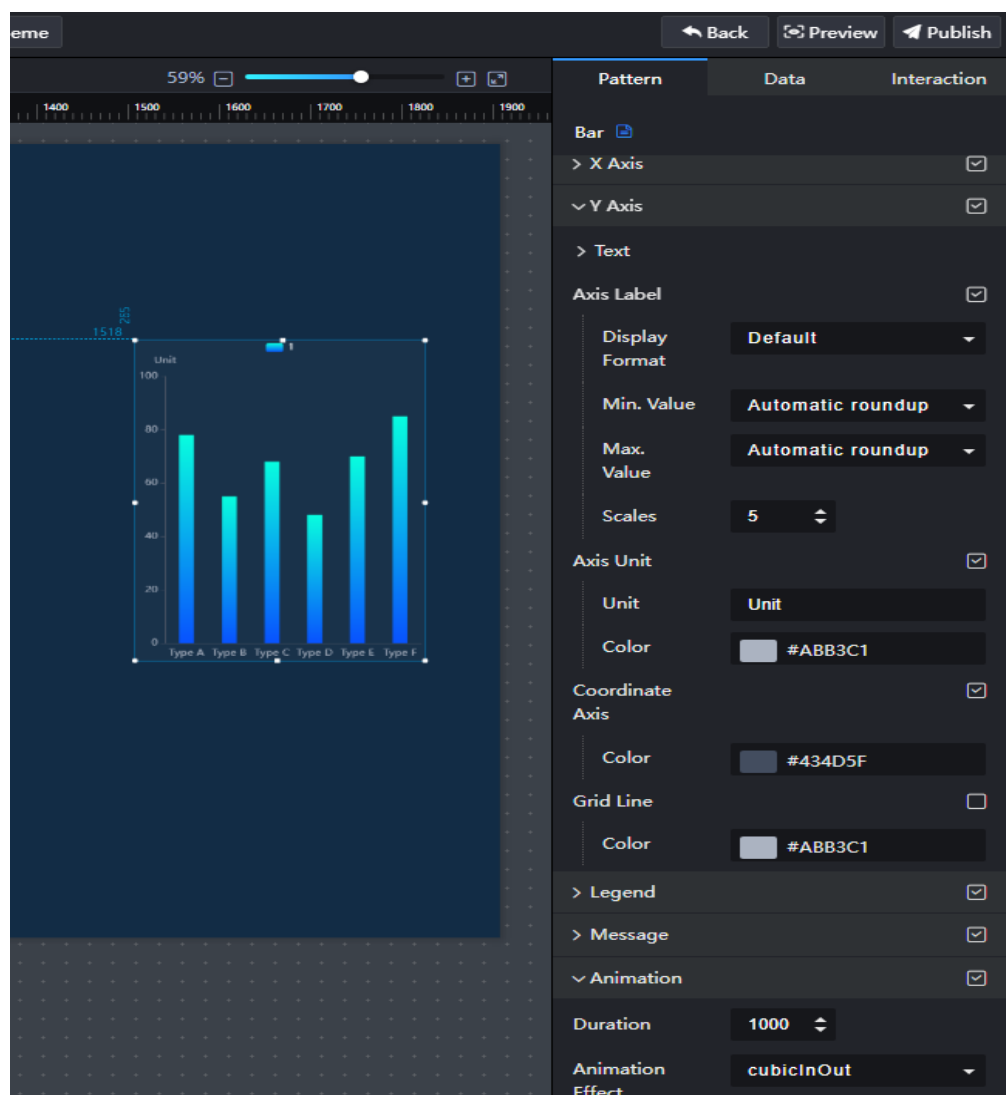 eme
Back
Preview
Publish
59%
Pattern
Data
Interaction
1400
1500
1600
1700
1800
1900
Bar
X Axis
Y Axis
Text
Axis Label
Display
Format
Default
Min. Value
Automatic roundup
Max.
Value
Automatic roundup
Scales
5
Axis Unit
Unit
Unit
Color
#ABB3C1
Coordinate
Axis
Color
#434D5F
Grid Line
Color
#ABB3C1
Legend
Message
Animation
Duration
1000
Animation
Effect
cubicInOut
265
1518
1
Unit
100
80
60
40
20
0
Type A Type B Type C Type D Type E Type F